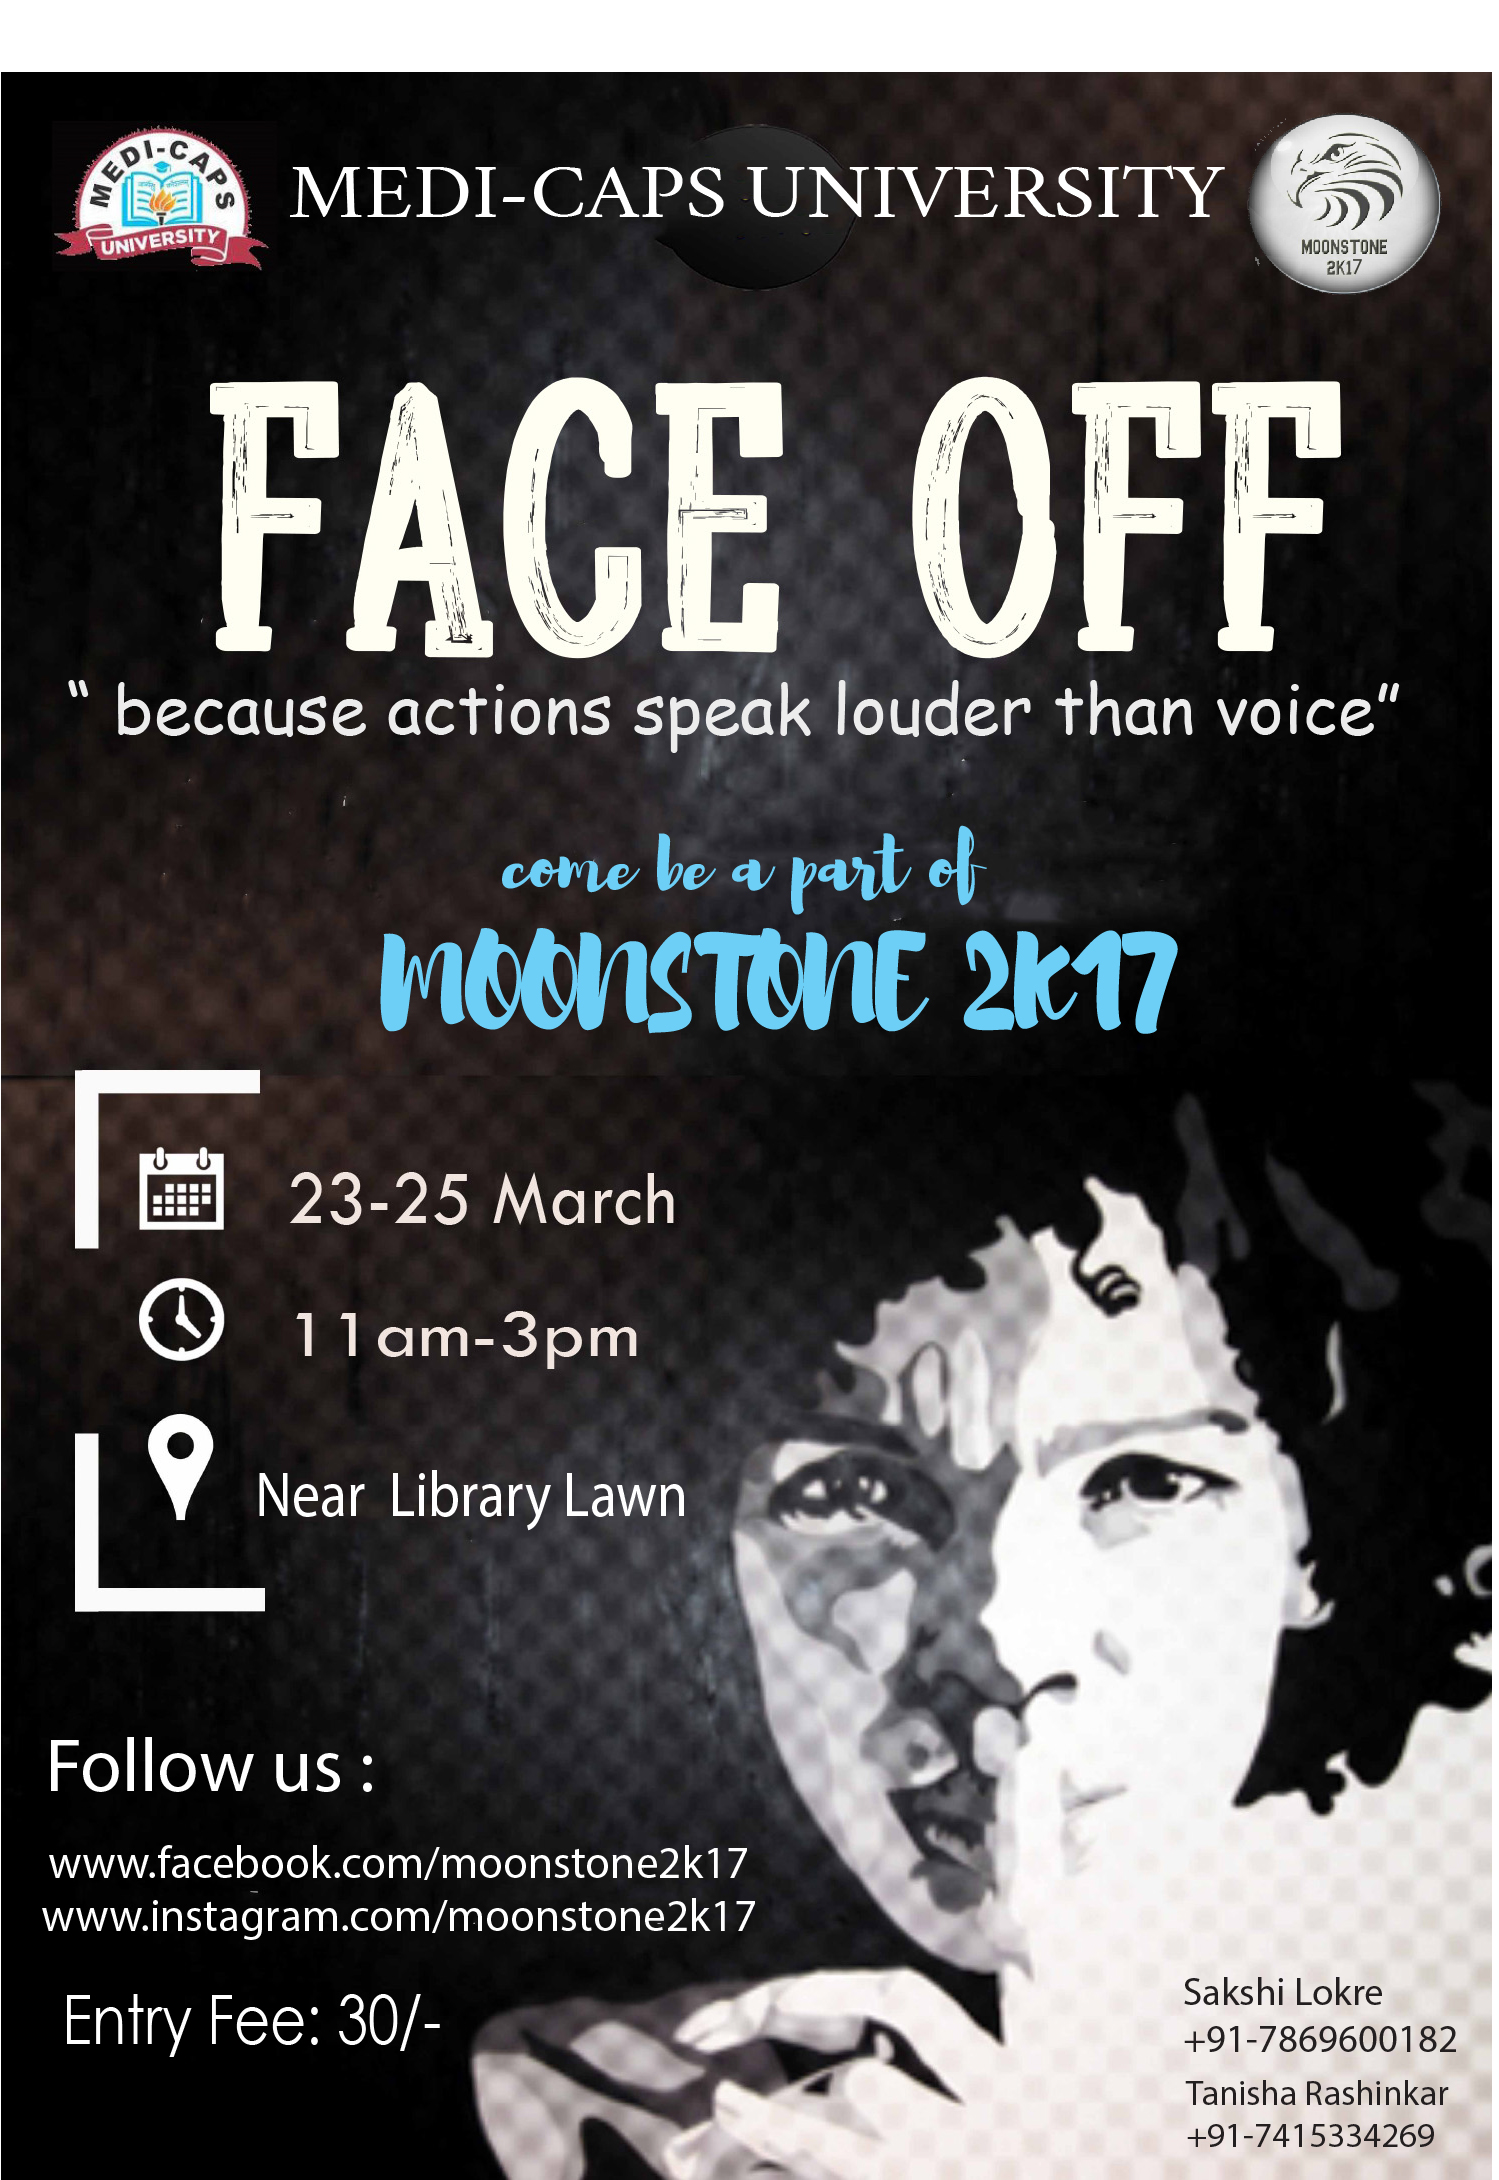 MEDI-CAPS
UNIVERSITY
MEDI-CAPS UNIVERSITY
MOONSTONE
2K17
FACE OFF
“ because actions speak louder than voice”
come be a part of
MOONSTONE 2K17
23-25 March
11am-3pm
Near Library Lawn
Follow us :
www.facebook.com/moonstone2k17
www.instagram.com/moonstone2k17
Entry Fee: 30/-
Sakshi Lokre
+91-7869600182
Tanisha Rashinkar
+91-7415334269